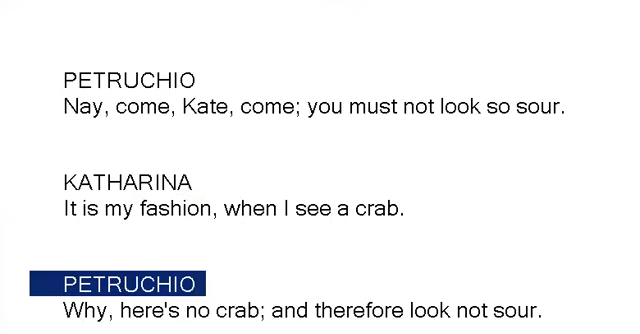 PETRUCHIO
Nay, come, Kate, come; you must not look so sour.
KATHARINA
It is my fashion, when I see a crab.
PETRUCHIO
Why, here's no crab; and therefore look not sour.